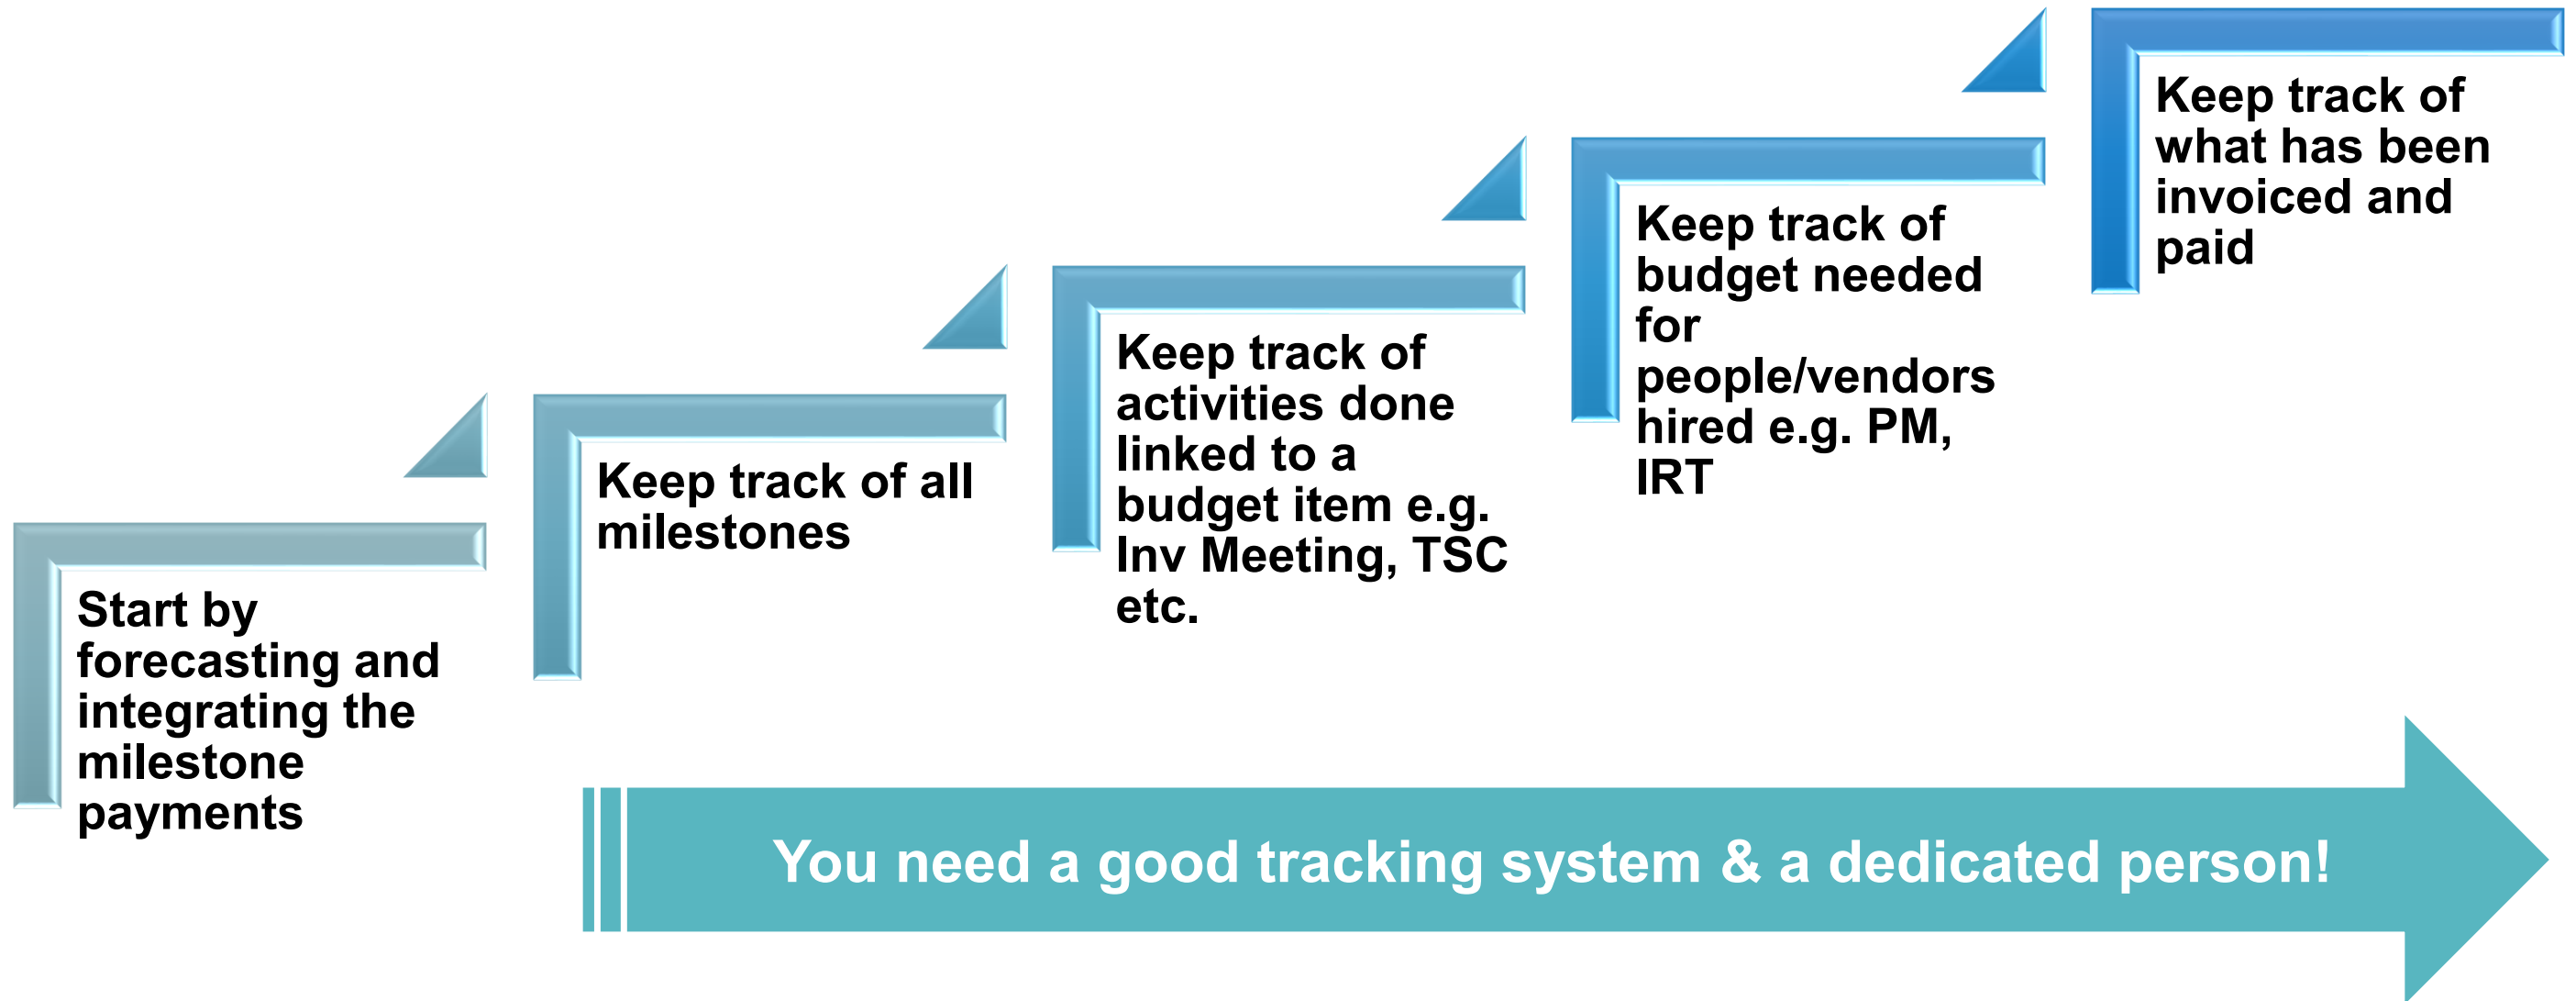 Start by
forecasting and
integrating the
milestone
payments
Keep track of all
milestones
Keep track of
activities done
linked to a
budget item e.g.
Inv Meeting, TSC
etc.
Keep track of
budget needed
for
people/vendors
hired e.g. PM,
IRT
Keep track of
what has been
invoiced and
paid
You need a good tracking system & a dedicated person!